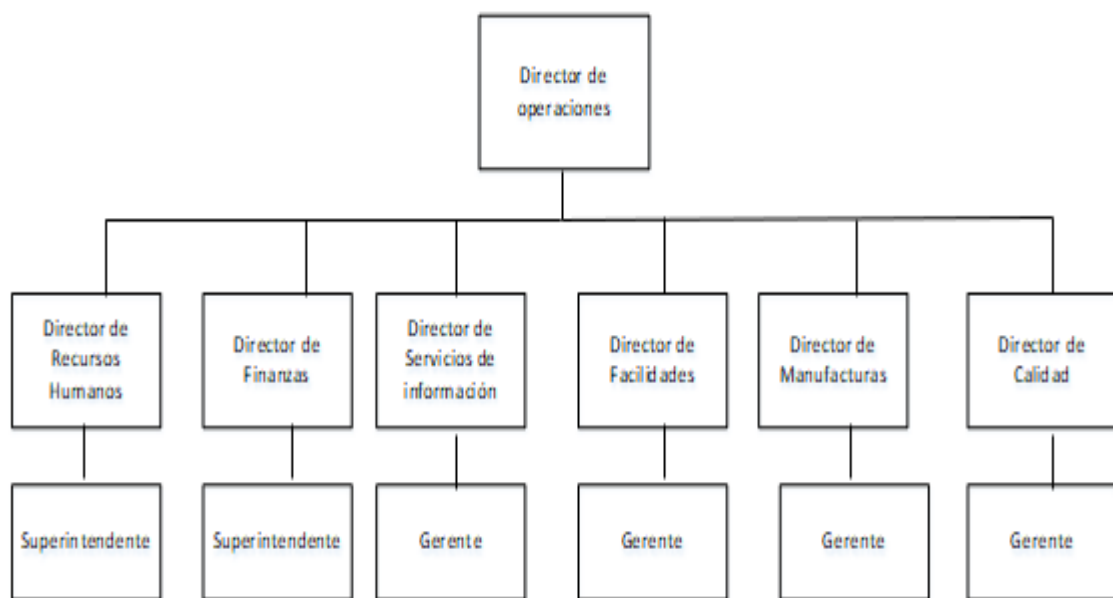 Director de
operaciones
Director de
Recursos
Humanos
Director de
Finanzas
Director de
Servicios de
información
Director de
Facilidades
Director de
Manufacturas
Director de
Calidad
Superintendente
Superintendente
Gerente
Gerente
Gerente
Gerente